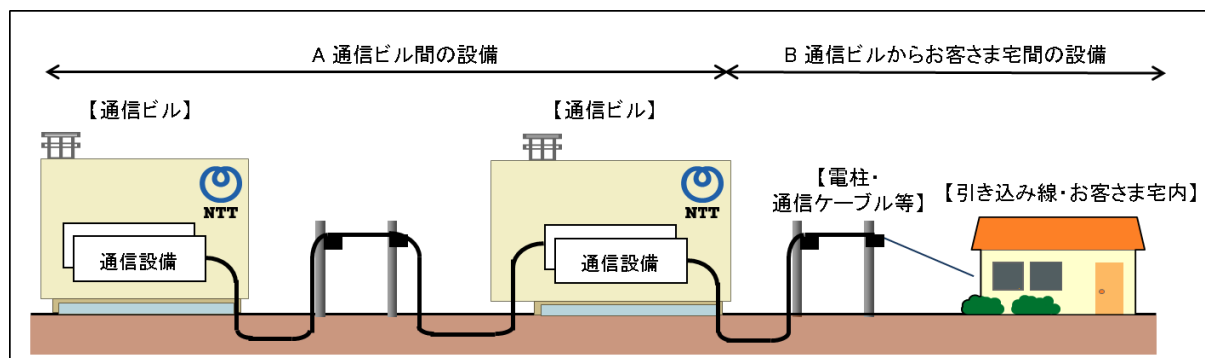 A 通信ビル間の設備
B 通信ビルからお客さま宅間の設備
【通信ビル】
【通信ビル】
【電柱・
通信ケーブル等】
【引き込み線・お客さま宅内】
NTT
NTT
通信設備
通信設備